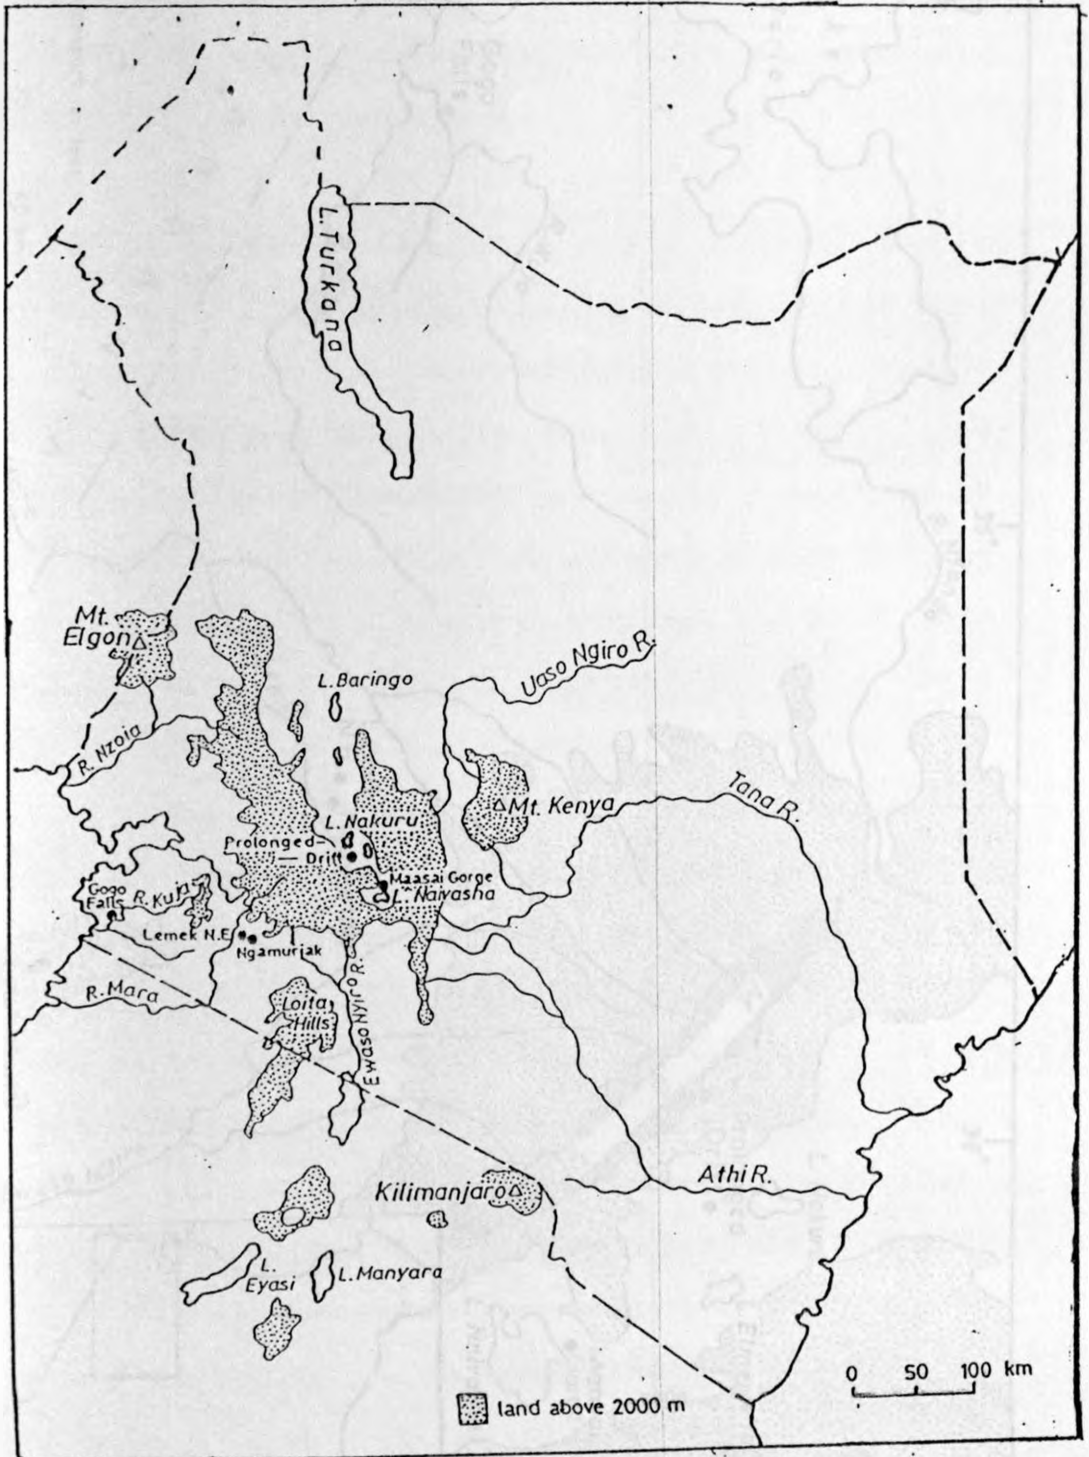 L. Turkana
Mt.
Elgon
L. Baringo
Uaso Ngiro R.
R. Nzoia
Mt. Kenya
Tana R.
L. Nakuru
Prolonged
Drift
Maasai Gorge
L. Naivasha
Gogo
Falls
R. Kuja
Lemek N.E
Ngamuriak
R. Mara
Loita
Hills
Ewaso Nyiro R.
Kilimanjaro
Athi R.
L.
Eyasi
L. Manyara
0 50 100 km
land above 2000 m